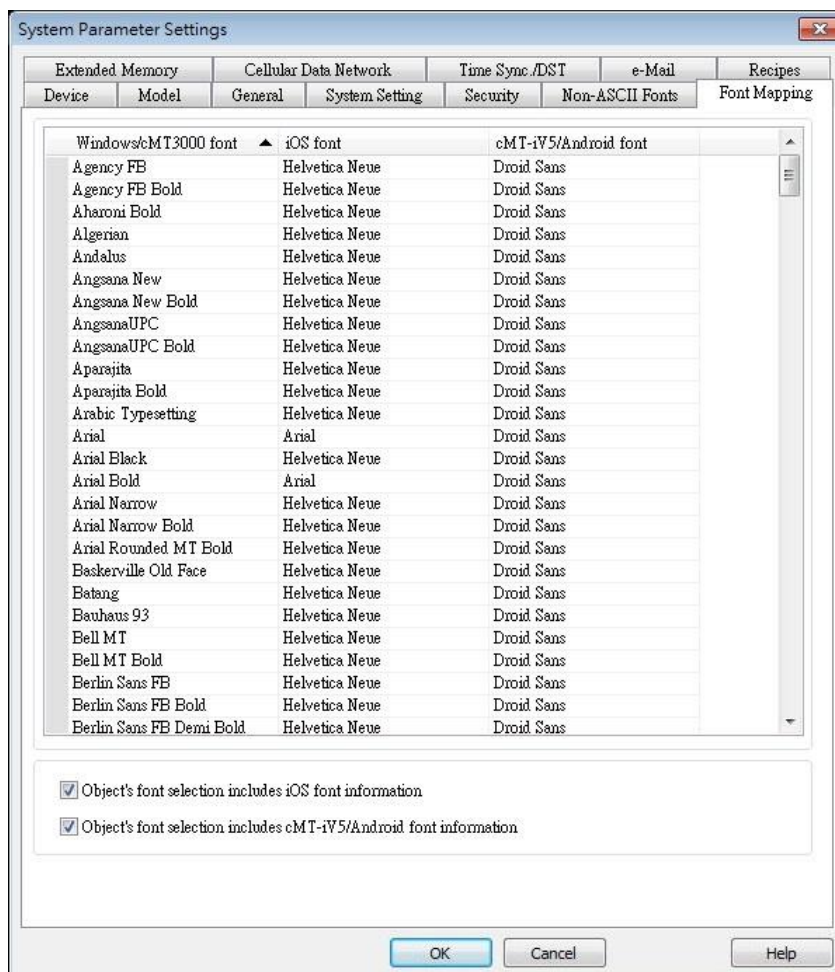 System Parameter Settings
Extended Memory Cellular Data Network Time Sync./DST e-Mail Recipes
Device Model General System Setting Security Non-ASCII Fonts Font Mapping
Windows/cMT3000 font iOS font cMT-iV5/Android font
Agency FB Helvetica Neue Droid Sans
Agency FB Bold Helvetica Neue Droid Sans
Aharoni Bold Helvetica Neue Droid Sans
Algerian Helvetica Neue Droid Sans
Andalus Helvetica Neue Droid Sans
Angsana New Helvetica Neue Droid Sans
Angsana New Bold Helvetica Neue Droid Sans
AngsanaUPC Helvetica Neue Droid Sans
AngsanaUPC Bold Helvetica Neue Droid Sans
Aparajita Helvetica Neue Droid Sans
Aparajita Bold Helvetica Neue Droid Sans
Arabic Typesetting Helvetica Neue Droid Sans
Arial Arial Droid Sans
Arial Black Helvetica Neue Droid Sans
Arial Bold Arial Droid Sans
Arial Narrow Helvetica Neue Droid Sans
Arial Narrow Bold Helvetica Neue Droid Sans
Arial Rounded MT Bold Helvetica Neue Droid Sans
Baskerville Old Face Helvetica Neue Droid Sans
Batang Helvetica Neue Droid Sans
Bauhaus 93 Helvetica Neue Droid Sans
Bell MT Helvetica Neue Droid Sans
Bell MT Bold Helvetica Neue Droid Sans
Berlin Sans FB Helvetica Neue Droid Sans
Berlin Sans FB Bold Helvetica Neue Droid Sans
Berlin Sans FB Demi Bold Helvetica Neue Droid Sans
Object's font selection includes iOS font information
Object's font selection includes cMT-iV5/Android font information
OK Cancel Help